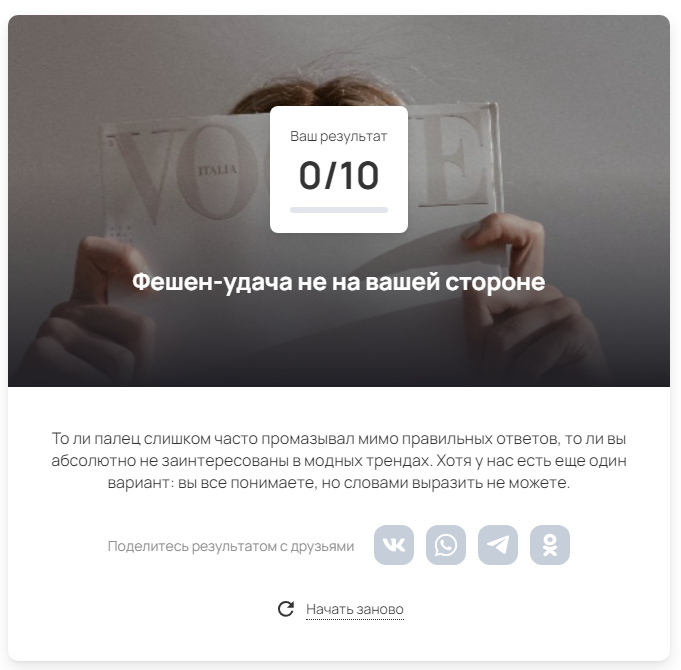 VOGUE
ITALIA
Ваш результат
0/10
Фешен-удача не на вашей стороне
То ли палец слишком часто промазывал мимо правильных ответов, то ли вы
абсолютно не заинтересованы в модных трендах. Хотя у нас есть еще один
вариант: вы все понимаете, но словами выразить не можете.
Поделитесь результатом с друзьями
Начать заново